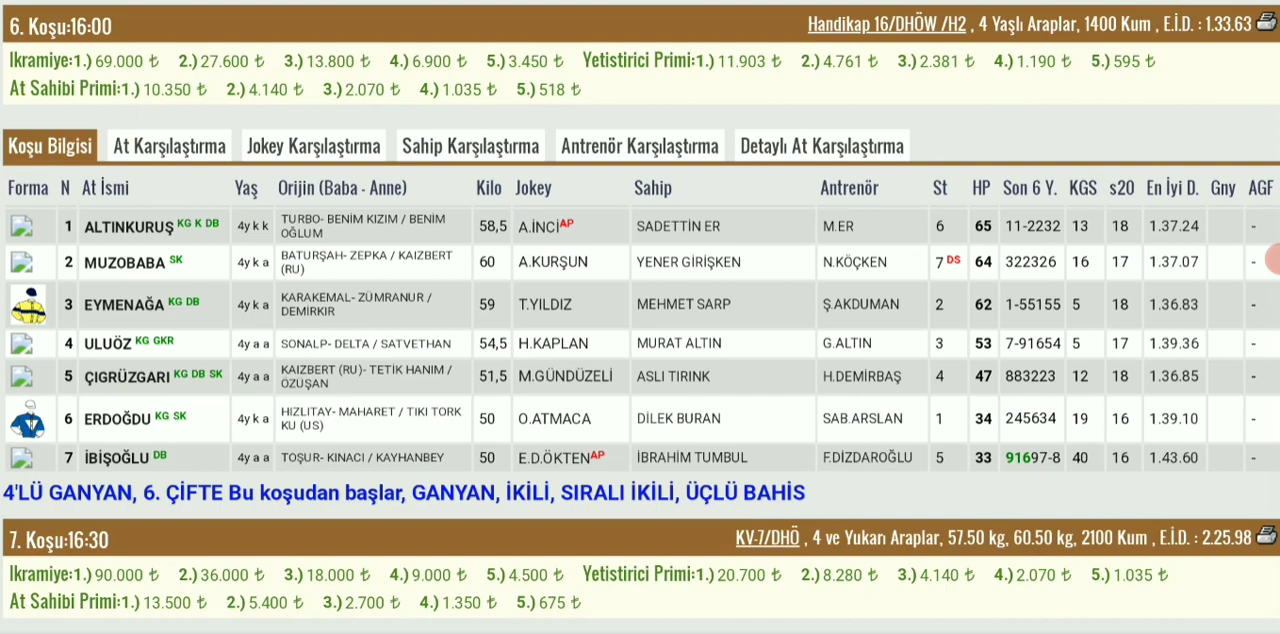 6. Koşu:16:00 Handikap 16/DHÖW /H2 , 4 Yaşlı Araplar, 1400 Kum , E.İ.D. : 1.33.63
Ikramiye:1.) 69.000 ₺ 2.) 27.600 ₺ 3.) 13.800 ₺ 4.) 6.900 ₺ 5.) 3.450 ₺ Yetistirici Primi:1.) 11.903 ₺ 2.) 4.761 ₺ 3.) 2.381 ₺ 4.) 1.190 ₺ 5.) 595 ₺
At Sahibi Primi:1.) 10.350 ₺ 2.) 4.140 ₺ 3.) 2.070 ₺ 4.) 1.035 ₺ 5.) 518 ₺
Koşu Bilgisi At Karşılaştırma Jokey Karşılaştırma Sahip Karşılaştırma Antrenör Karşılaştırma Detaylı At Karşılaştırma
Forma N At İsmi Yaş Orijin (Baba - Anne) Kilo Jokey Sahip Antrenör St HP Son 6 Y. KGS s20 En İyi D. Gny AGF
1 ALTINKURUŞ KG K DB 4y k k TURBO- BENİM KIZIM / BENİM OĞLUM 58,5 A.İNCİ AP SADETTİN ER M.ER 6 65 11-2232 13 18 1.37.24 -
2 MUZOBABA SK 4y k a BATURŞAH- ZEPKA / KAIZBERT (RU) 60 A.KURŞUN YENER GİRİŞKEN N.KÖÇKEN 7 DS 64 322326 16 17 1.37.07 -
3 EYMENAĞA KG DB 4y k a KARAKEMAL- ZÜMRANUR / DEMİRKIR 59 T.YILDIZ MEHMET SARP Ş.AKDUMAN 2 62 1-55155 5 18 1.36.83 -
4 ULUÖZ KG GKR 4y a a SONALP- DELTA / SATVETHAN 54,5 H.KAPLAN MURAT ALTIN G.ALTIN 3 53 7-91654 5 17 1.39.36 -
5 ÇIGRÜZGARI KG DB SK 4y a a KAIZBERT (RU)- TETİK HANIM / ÖZÜŞAN 51,5 M.GÜNDÜZELİ ASLI TIRINK H.DEMİRBAŞ 4 47 883223 12 18 1.36.85 -
6 ERDOĞDU KG SK 4y k a HIZLITAY- MAHARET / TIKI TORK KU (US) 50 O.ATMACA DİLEK BURAN SAB.ARSLAN 1 34 245634 19 16 1.39.10 -
7 İBİŞOĞLU DB 4y a a TOŞUR- KINACI / KAYHANBEY 50 E.D.ÖKTEN AP İBRAHİM TUMBUL F.DİZDAROĞLU 5 33 91697-8 40 16 1.43.60 -
4'LÜ GANYAN, 6. ÇİFTE Bu koşudan başlar, GANYAN, İKİLİ, SIRALI İKİLİ, ÜÇLÜ BAHİS
7. Koşu:16:30 KV-7/DHÖ , 4 ve Yukarı Araplar, 57.50 kg, 60.50 kg, 2100 Kum , E.İ.D. : 2.25.98
Ikramiye:1.) 90.000 ₺ 2.) 36.000 ₺ 3.) 18.000 ₺ 4.) 9.000 ₺ 5.) 4.500 ₺ Yetistirici Primi:1.) 20.700 ₺ 2.) 8.280 ₺ 3.) 4.140 ₺ 4.) 2.070 ₺ 5.) 1.035 ₺
At Sahibi Primi:1.) 13.500 ₺ 2.) 5.400 ₺ 3.) 2.700 ₺ 4.) 1.350 ₺ 5.) 675 ₺